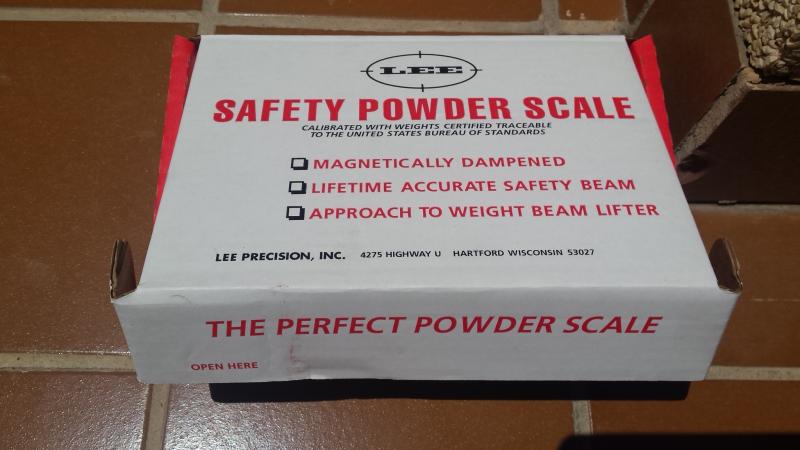 LEE
SAFETY POWDER SCALE
CALIBRATED WITH WEIGHTS CERTIFIED TRACEABLE
TO THE UNITED STATES BUREAU OF STANDARDS
MAGNETICALLY DAMPENED
LIFETIME ACCURATE SAFETY BEAM
APPROACH TO WEIGHT BEAM LIFTER
LEE PRECISION, INC. 4275 HIGHWAY U HARTFORD WISCONSIN 53027
THE PERFECT POWDER SCALE
OPEN HERE